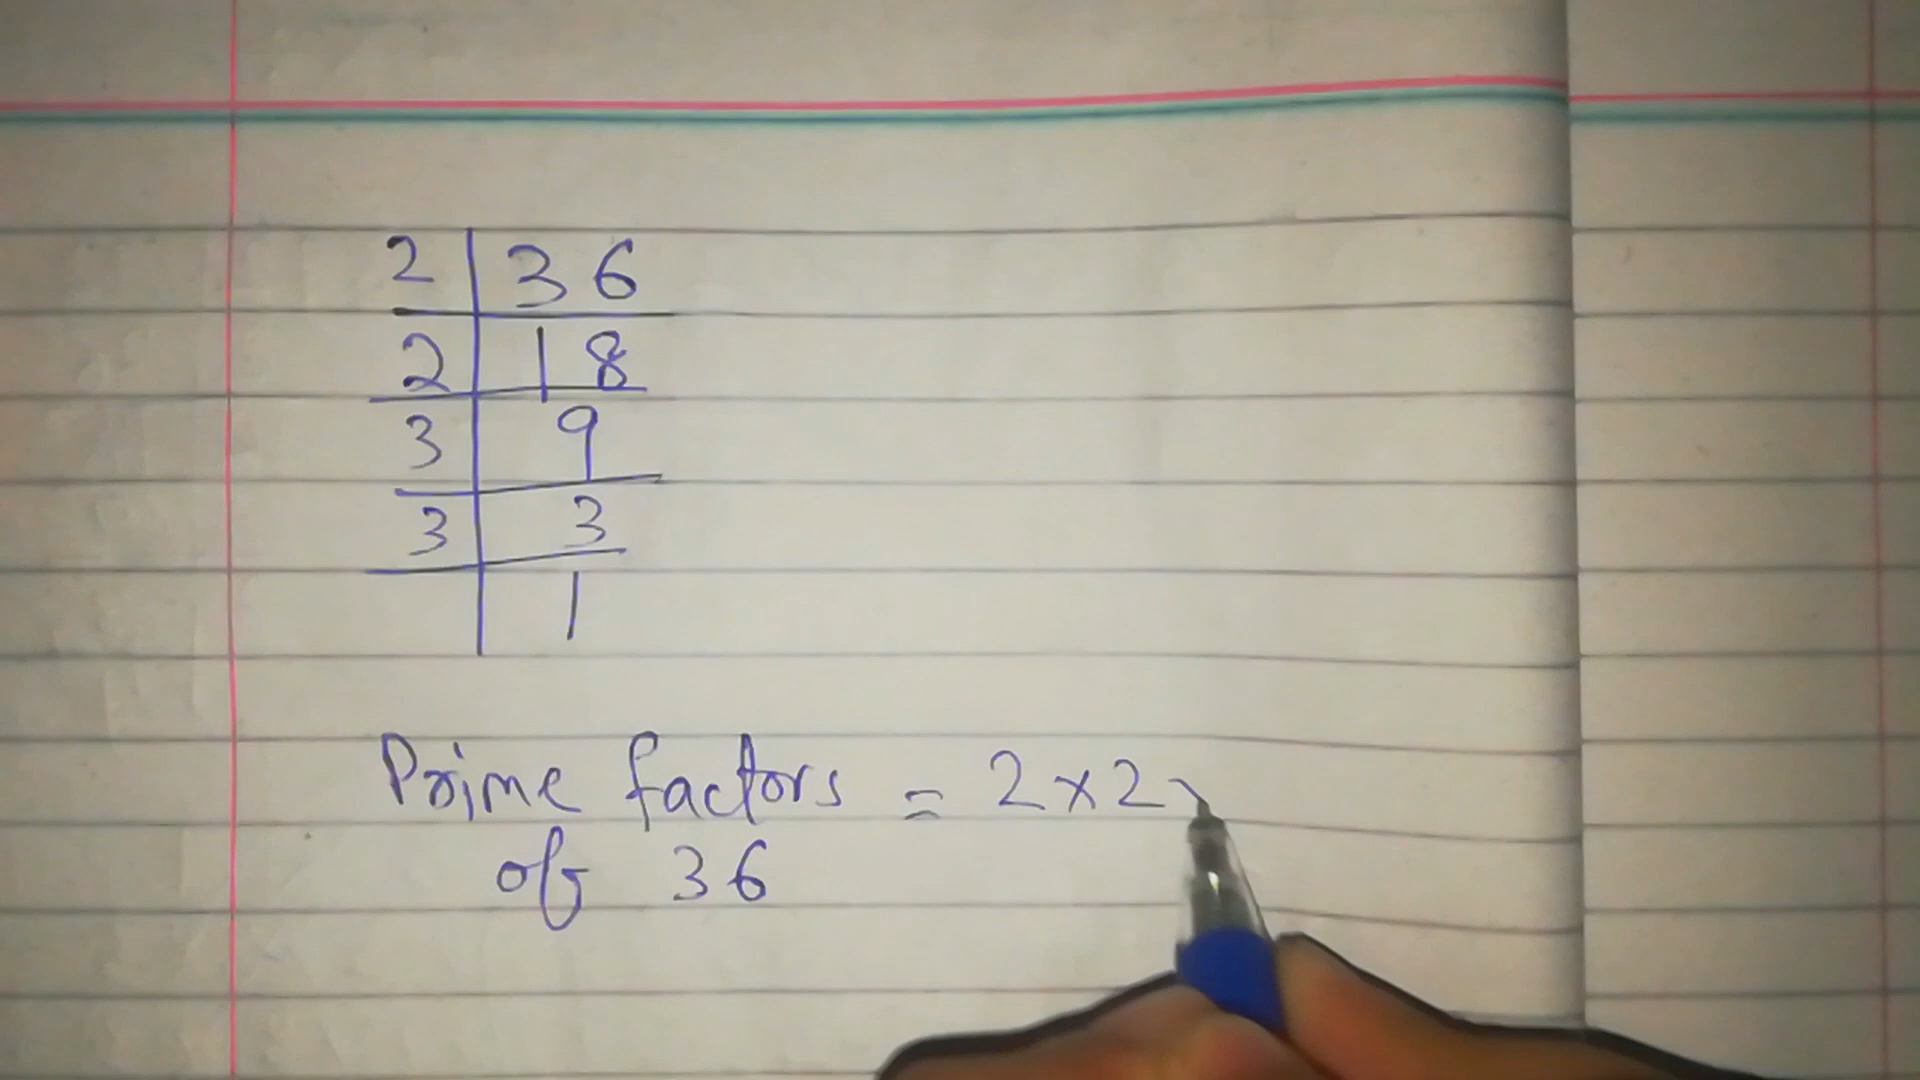 2 | 36
2 | 18
3 | 9
3 | 3
| 1
Prime factors = 2×2×
of 36